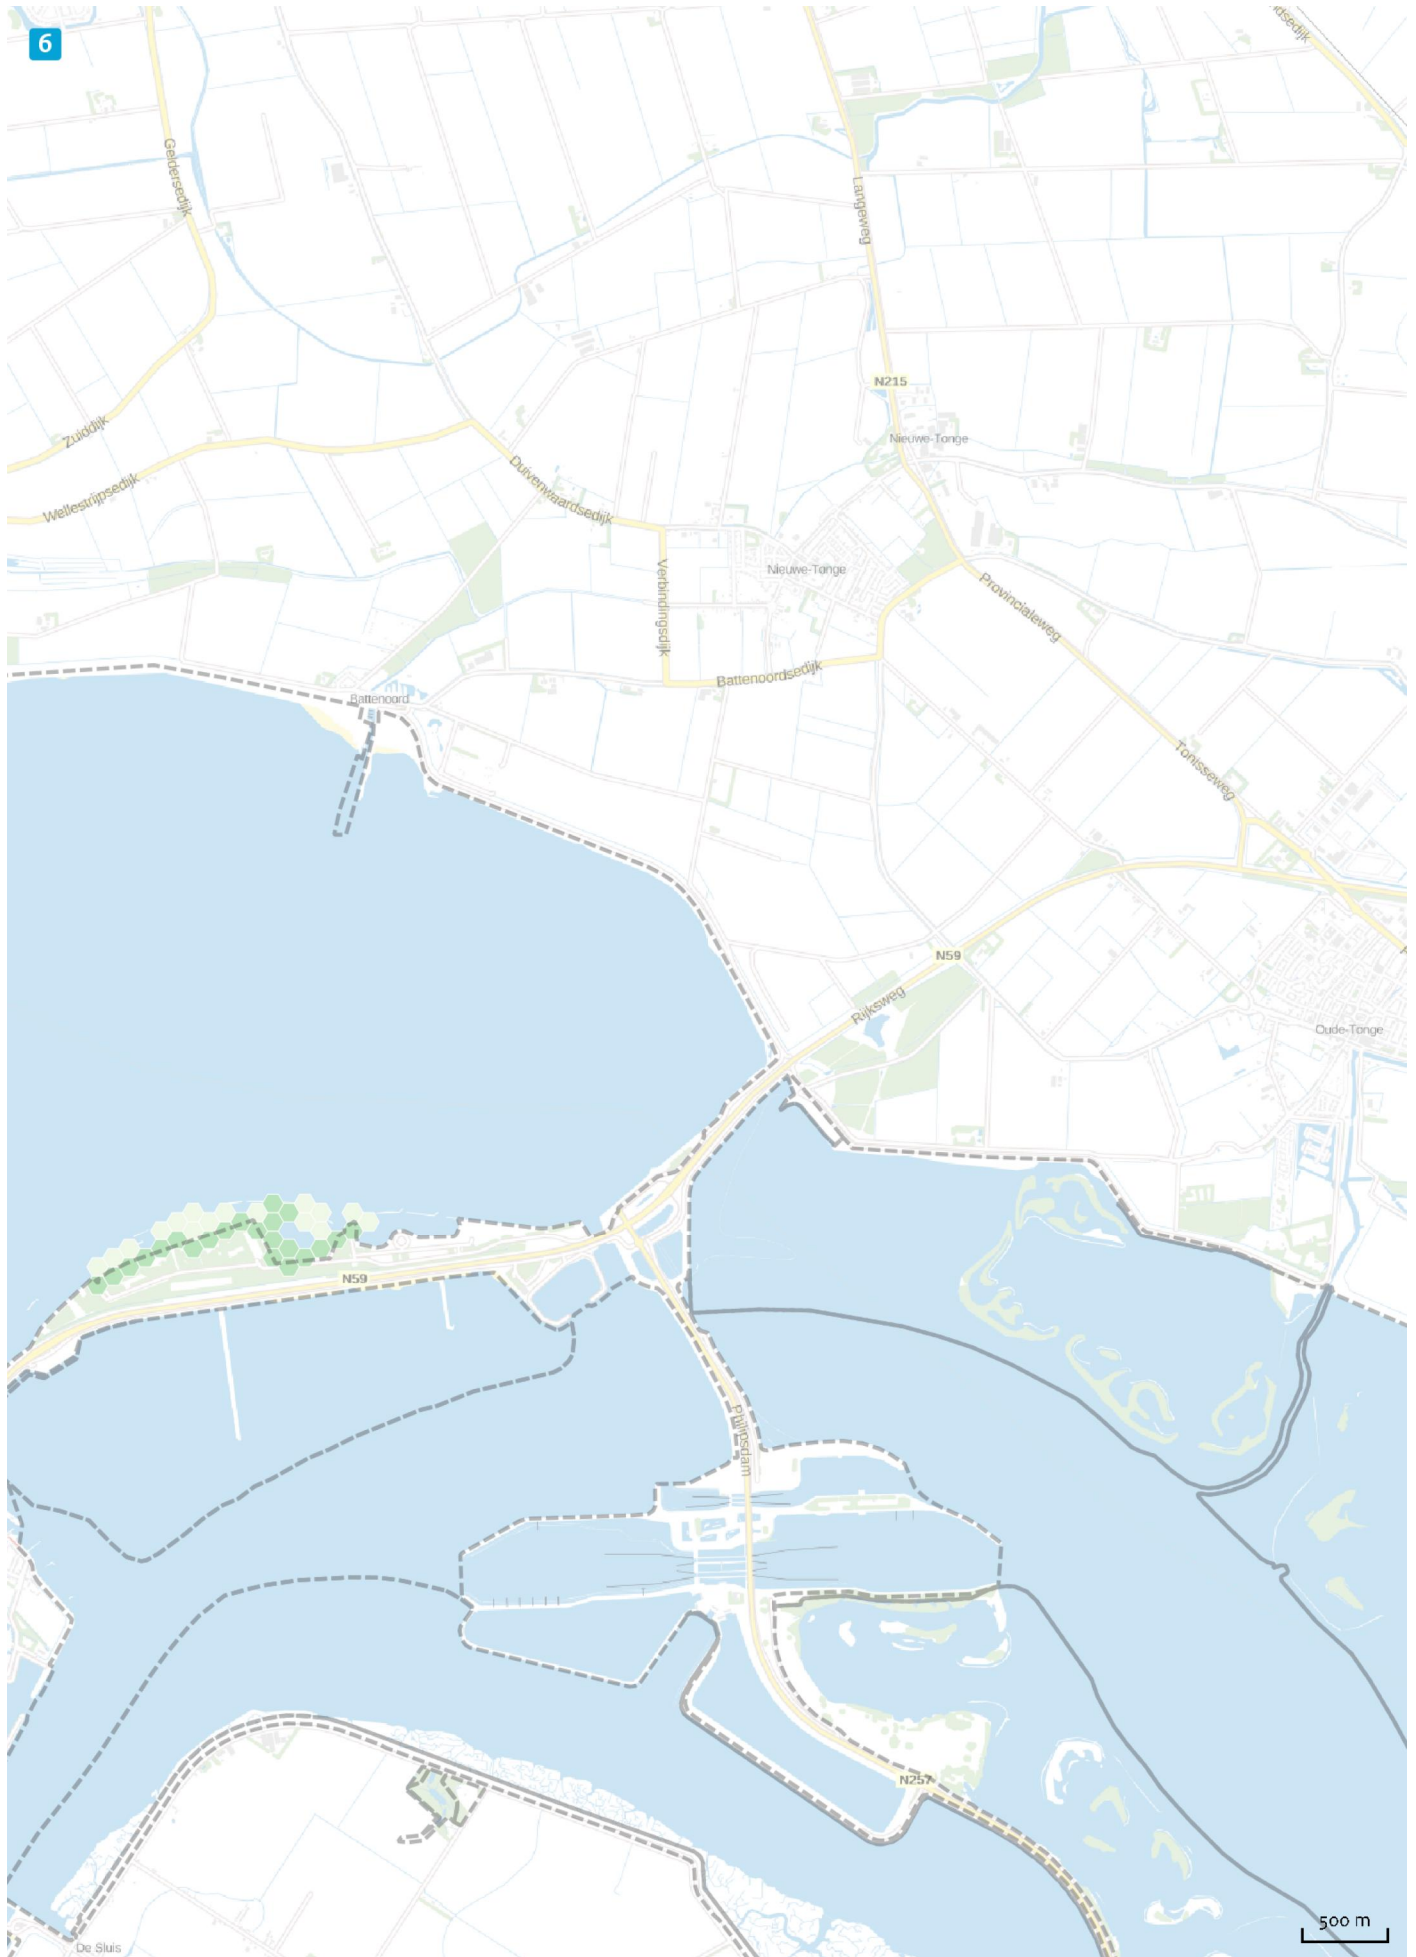 6
Geldersedijk
Langeweg
N215
Zuiddijk
Nieuwe-Tonge
Wellestrijpsedijk
Duivenwaardsedijk
Nieuwe-Tonge
Verbindingsdijk
Provincialeweg
Battenoordsedijk
Battenoord
Tonisseweg
N59
Rijksweg
Oude-Tonge
N59
Philipsdam
N257
500 m
De Sluis